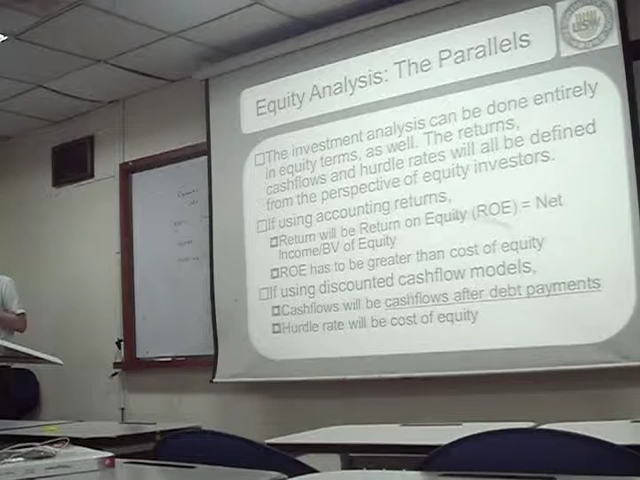 Equity Analysis: The Parallels
The investment analysis can be done entirely
in equity terms, as well. The returns,
cashflows and hurdle rates will all be defined
from the perspective of equity investors.
If using accounting returns,
Return will be Return on Equity (ROE) = Net
Income/BV of Equity
ROE has to be greater than cost of equity
If using discounted cashflow models,
Cashflows will be cashflows after debt payments
Hurdle rate will be cost of equity